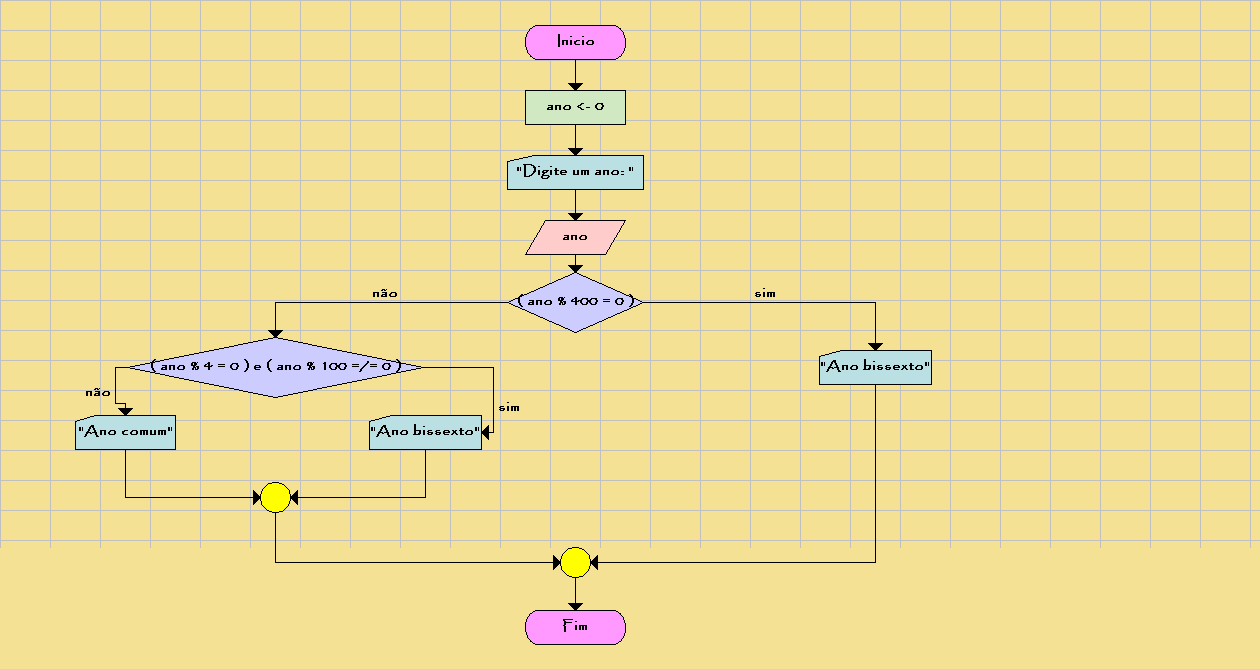 Inicio
ano <- 0
"Digite um ano: "
ano
não
( ano % 400 = 0 )
sim
( ano % 4 = 0 ) e ( ano % 100 =/= 0 )
"Ano bissexto"
não
sim
"Ano comum"
"Ano bissexto"
Fim